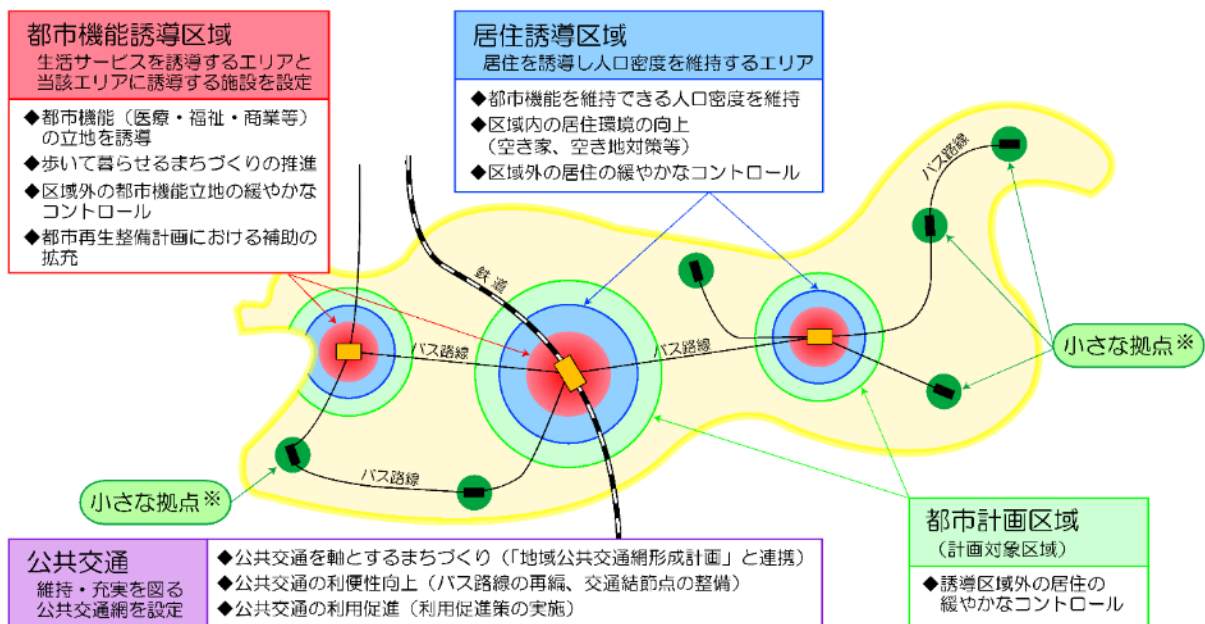 都市機能誘導区域
生活サービスを誘導するエリアと
当該エリアに誘導する施設を設定
◆都市機能（医療・福祉・商業等）
の立地を誘導
◆歩いて暮らせるまちづくりの推進
◆区域外の都市機能立地の緩やかな
コントロール
◆都市再生整備計画における補助の
拡充
居住誘導区域
居住を誘導し人口密度を維持するエリア
◆都市機能を維持できる人口密度を維持
◆区域内の居住環境の向上
（空き家、空き地対策等）
◆区域外の居住の緩やかなコントロール
バス路線
鉄道
バス路線
バス路線
小さな拠点※
バス路線
小さな拠点※
都市計画区域
（計画対象区域）
◆誘導区域外の居住の
緩やかなコントロール
公共交通
維持・充実を図る
公共交通網を設定
◆公共交通を軸とするまちづくり（「地域公共交通網形成計画」と連携）
◆公共交通の利便性向上（バス路線の再編、交通結節点の整備）
◆公共交通の利用促進（利用促進策の実施）